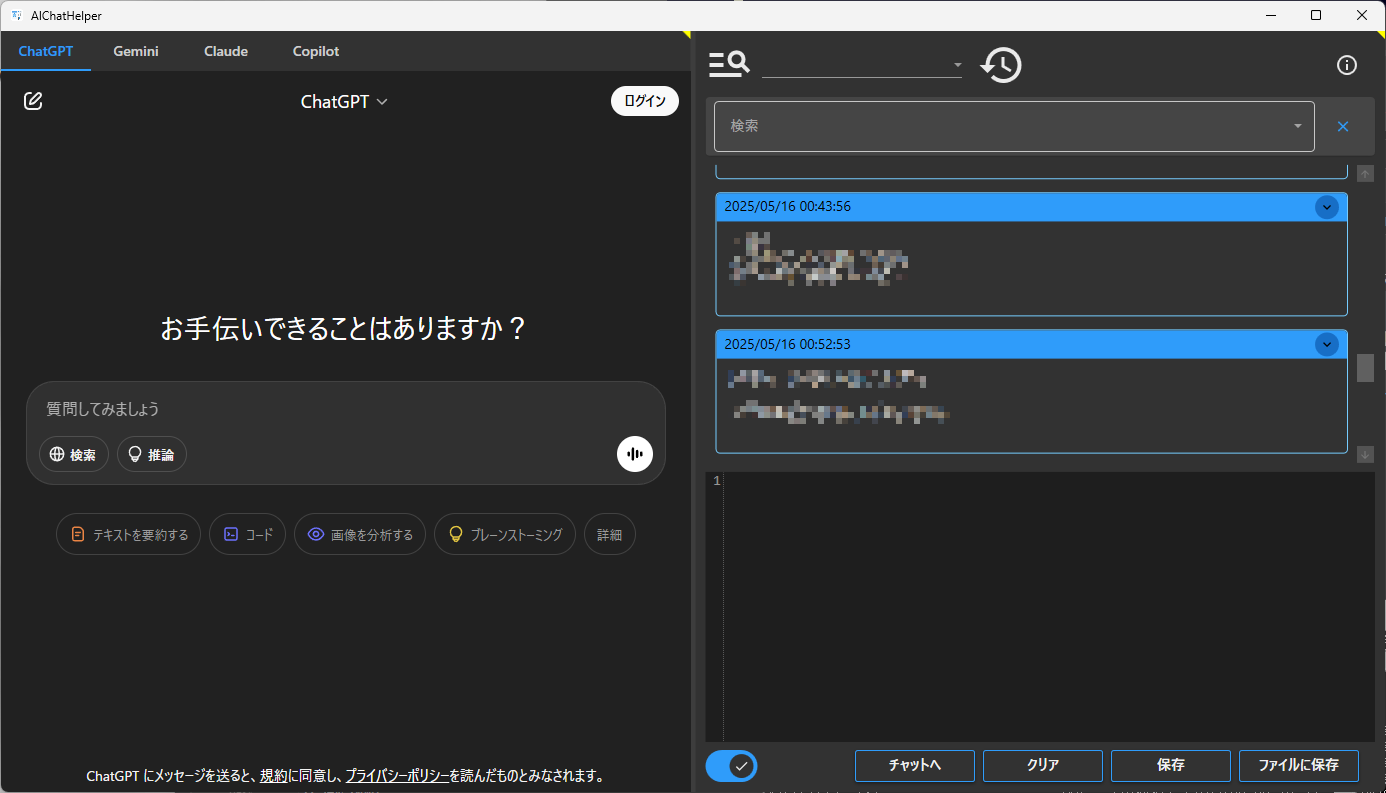 AIChatHelper
ChatGPT Gemini Claude Copilot
ChatGPT
ログイン
お手伝いできることはありますか？
質問してみましょう
検索 推論
テキストを要約する コード 画像を分析する ブレーンストーミング 詳細
ChatGPT にメッセージを送ると、規約に同意し、プライバシーポリシーを読んだものとみなされます。
検索
2025/05/16 00:43:56
2025/05/16 00:52:53
1
チャットへ クリア 保存 ファイルに保存